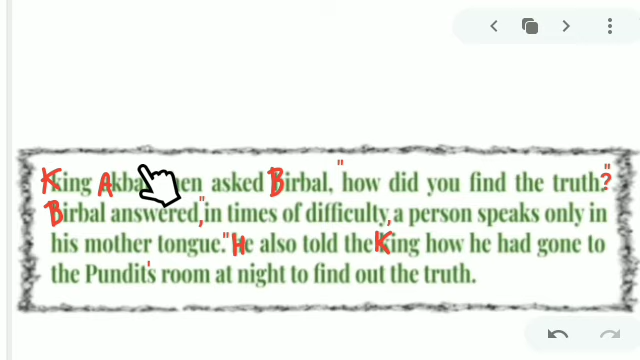 King Akbar then asked Birbal, "how did you find the truth?"
Birbal answered, "in times of difficulty, a person speaks only in
his mother tongue." He also told the King how he had gone to
the Pundit's room at night to find out the truth.